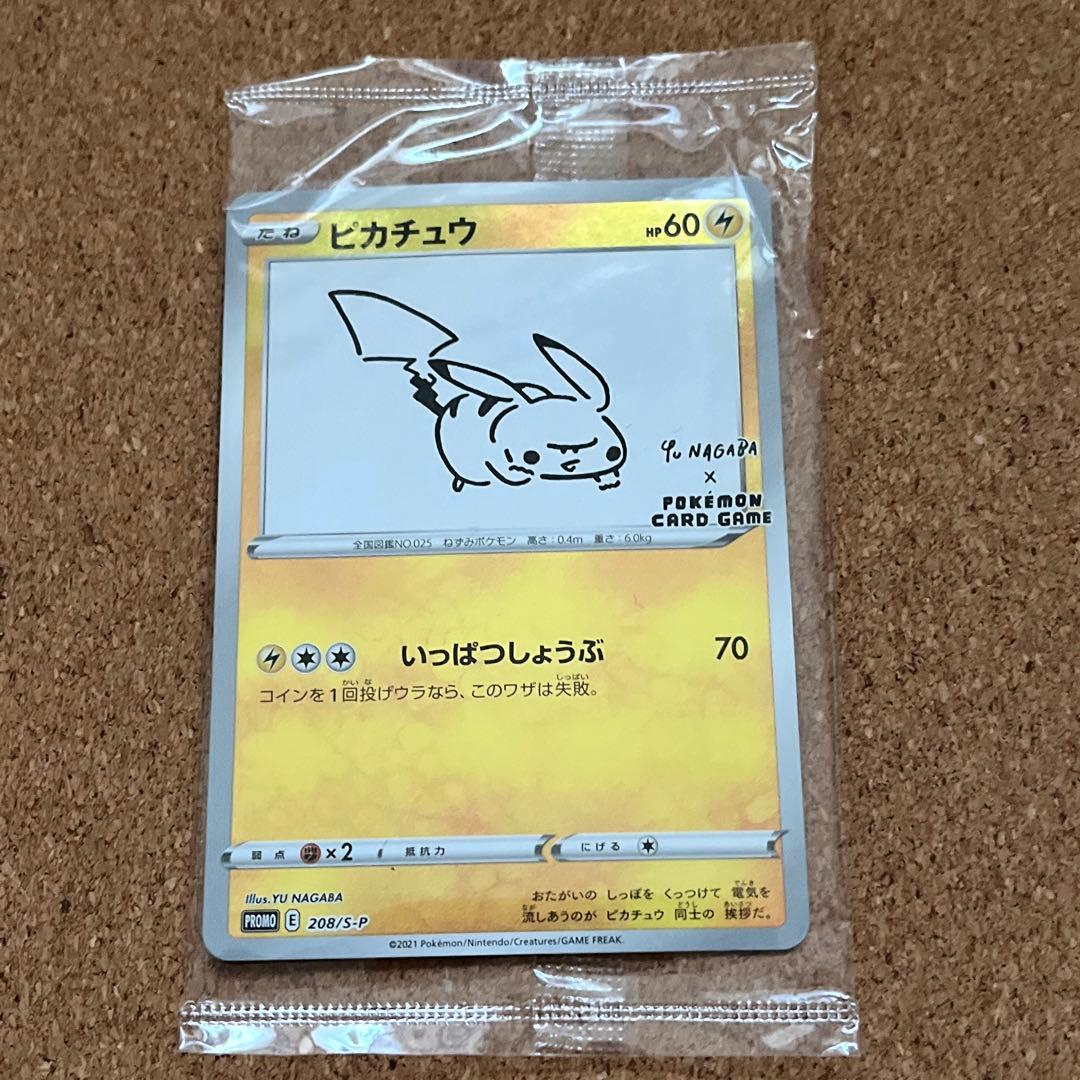 たね ピカチュウ HP60
YU NAGABA
×
POKÉMON
CARD GAME
全国図鑑NO.025 ねずみポケモン 高さ:0.4m 重さ:6.0kg
いっぱつしょうぶ 70
コインを1回投げウラなら、このワザは失敗。
弱点 ×2 抵抗力 にげる
Illus.YU NAGABA
PROMO E 208/S-P
おたがいの しっぽを くっつけて 電気を
流しあうのが ピカチュウ 同士の 挨拶だ。
©2021 Pokémon/Nintendo/Creatures/GAME FREAK.